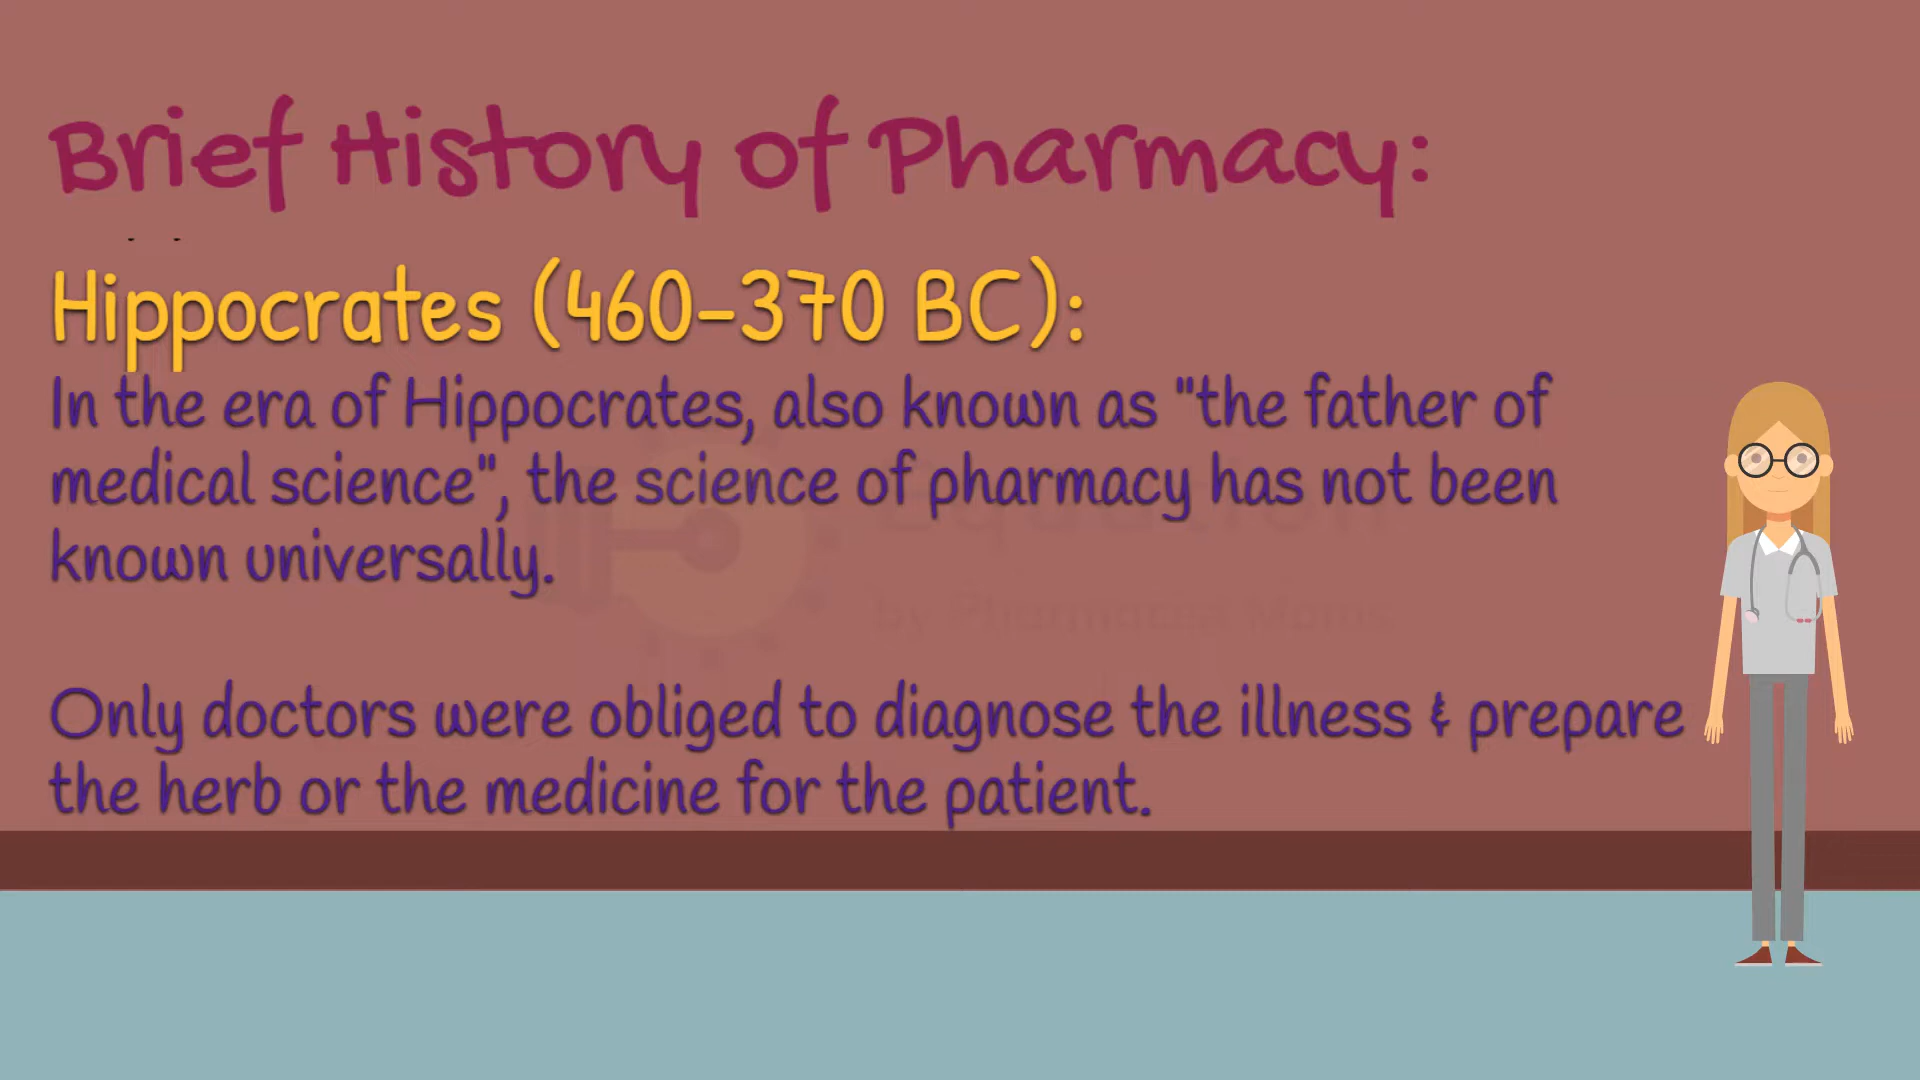 Brief History of Pharmacy:
Hippocrates (460-370 BC):
In the era of Hippocrates, also known as "the father of
medical science", the science of pharmacy has not been
known universally.
Only doctors were obliged to diagnose the illness & prepare
the herb or the medicine for the patient.